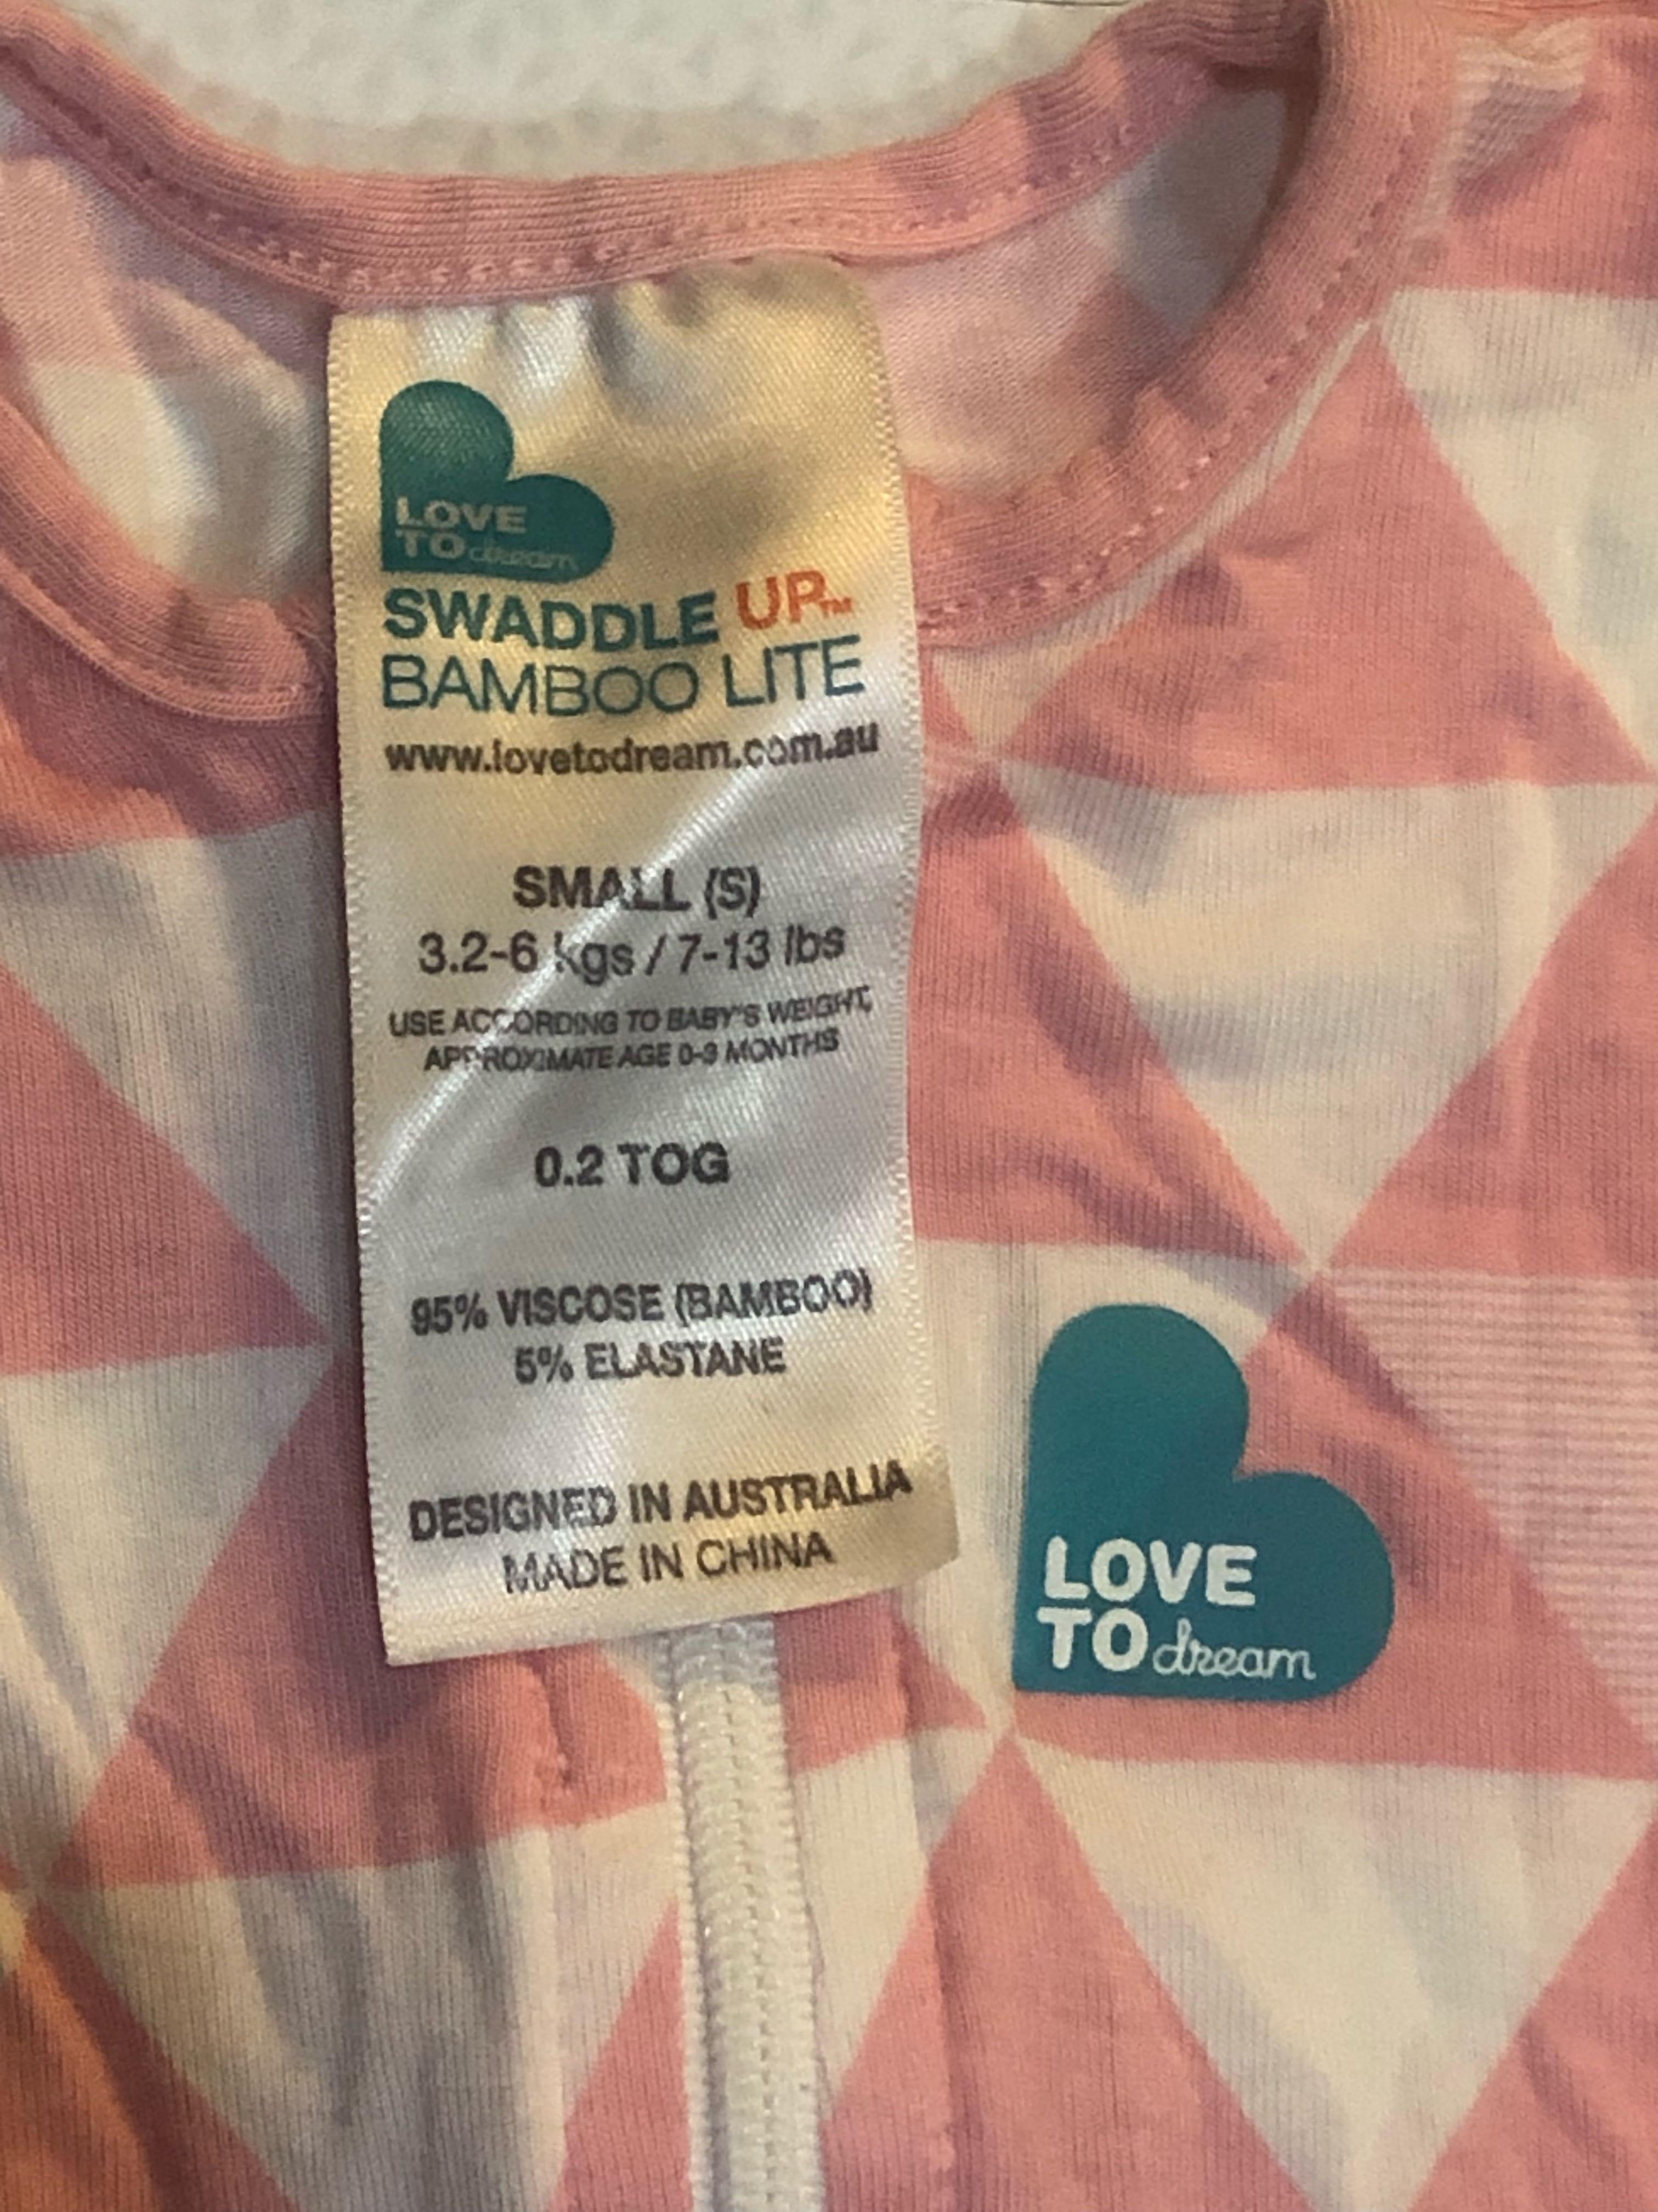 LOVE
TO dream
SWADDLE UP™
BAMBOO LITE
www.lovetodream.com.au
SMALL (S)
3.2-6 kgs / 7-13 lbs
USE ACCORDING TO BABY'S WEIGHT,
APPROXIMATE AGE 0-3 MONTHS
0.2 TOG
95% VISCOSE (BAMBOO)
5% ELASTANE
DESIGNED IN AUSTRALIA
MADE IN CHINA
LOVE
TO dream